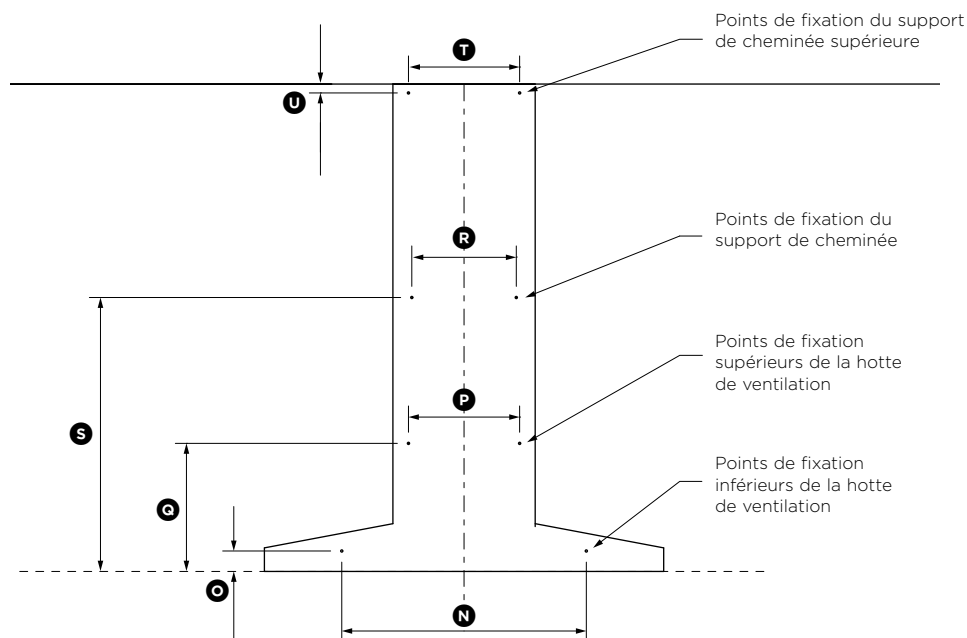 Points de fixation du support
de cheminée supérieure
T
U
Points de fixation du
support de cheminée
R
Points de fixation
supérieurs de la hotte
de ventilation
P
S
Points de fixation
inférieurs de la hotte
de ventilation
Q
O
N